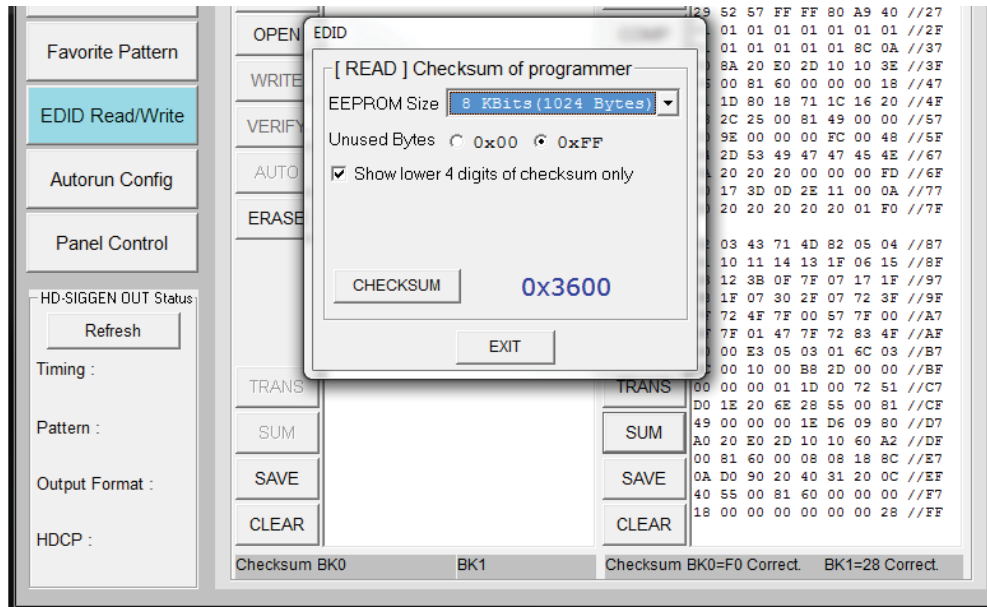 Favorite Pattern
EDID Read/Write
Autorun Config
Panel Control
HD-SIGGEN OUT Status
Refresh
Timing :
Pattern :
Output Format :
HDCP :
OPEN
WRITE
VERIFY
AUTO
ERASE
TRANS
SUM
SAVE
CLEAR
EDID
[ READ ] Checksum of programmer
EEPROM Size 8 KBits(1024 Bytes)
Unused Bytes 0x00 0xFF
Show lower 4 digits of checksum only
CHECKSUM 0x3600
EXIT
TRANS
SUM
SAVE
CLEAR
29 52 57 FF FF 80 A9 40 //27
01 01 01 01 01 01 01 //2F
01 01 01 01 01 8C 0A //37
8A 20 E0 2D 10 10 3E //3F
00 81 60 00 00 00 18 //47
1D 80 18 71 1C 16 20 //4F
2C 25 00 81 49 00 00 //57
9E 00 00 00 FC 00 48 //5F
2D 53 49 47 47 45 4E //67
20 20 20 00 00 00 FD //6F
17 3D 0D 2E 11 00 0A //77
20 20 20 20 20 01 F0 //7F
03 43 71 4D 82 05 04 //87
10 11 14 13 1F 06 15 //8F
12 3B 0F 7F 07 17 1F //97
1F 07 30 2F 07 72 3F //9F
72 4F 7F 00 57 7F 00 //A7
7F 01 47 7F 72 83 4F //AF
00 E3 05 03 01 6C 03 //B7
00 10 00 B8 2D 00 00 //BF
00 00 00 01 1D 00 72 51 //C7
D0 1E 20 6E 28 55 00 81 //CF
49 00 00 00 1E D6 09 80 //D7
A0 20 E0 2D 10 10 60 A2 //DF
00 81 60 00 08 08 18 8C //E7
0A D0 90 20 40 31 20 0C //EF
40 55 00 81 60 00 00 00 //F7
18 00 00 00 00 00 00 28 //FF
Checksum BK0 BK1
Checksum BK0=F0 Correct. BK1=28 Correct.